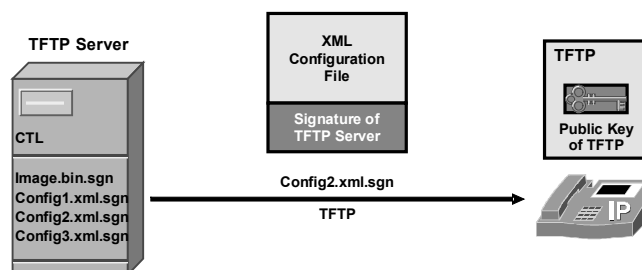 TFTP Server
CTL
Image.bin.sgn
Config1.xml.sgn
Config2.xml.sgn
Config3.xml.sgn
XML
Configuration
File
Signature of
TFTP Server
Config2.xml.sgn
TFTP
TFTP
Public Key
of TFTP
IP